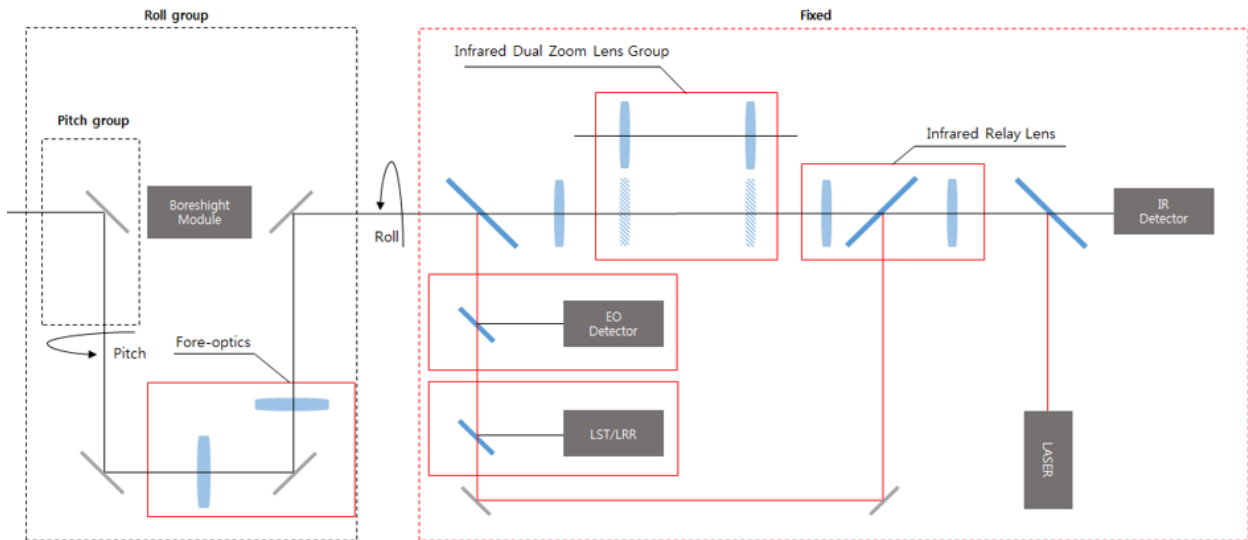 Roll group
Fixed
Infrared Dual Zoom Lens Group
Pitch group
Infrared Relay Lens
Boreshight
Module
IR
Detector
Roll
EO
Detector
Fore-optics
Pitch
LST/LRR
LASER